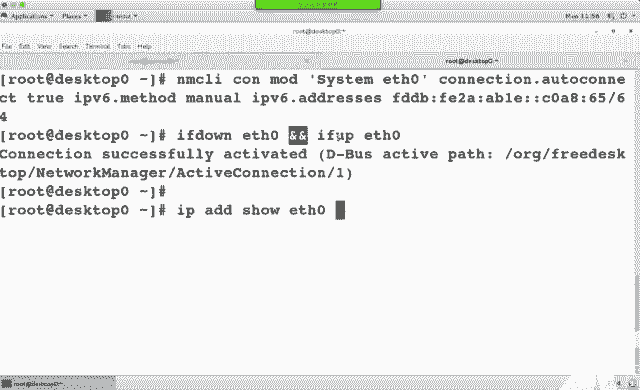 Applications Places Terminal Mon 11:56
root@desktop0:~
File Edit View Search Terminal Tabs Help
root@desktop0:~
[root@desktop0 ~]# nmcli con mod 'System eth0' connection.autoconne
ct true ipv6.method manual ipv6.addresses fddb:fe2a:ab1e::c0a8:65/6
4
[root@desktop0 ~]# ifdown eth0 && ifup eth0
Connection successfully activated (D-Bus active path: /org/freedesk
top/NetworkManager/ActiveConnection/1)
[root@desktop0 ~]#
[root@desktop0 ~]# ip add show eth0
root@desktop0:~